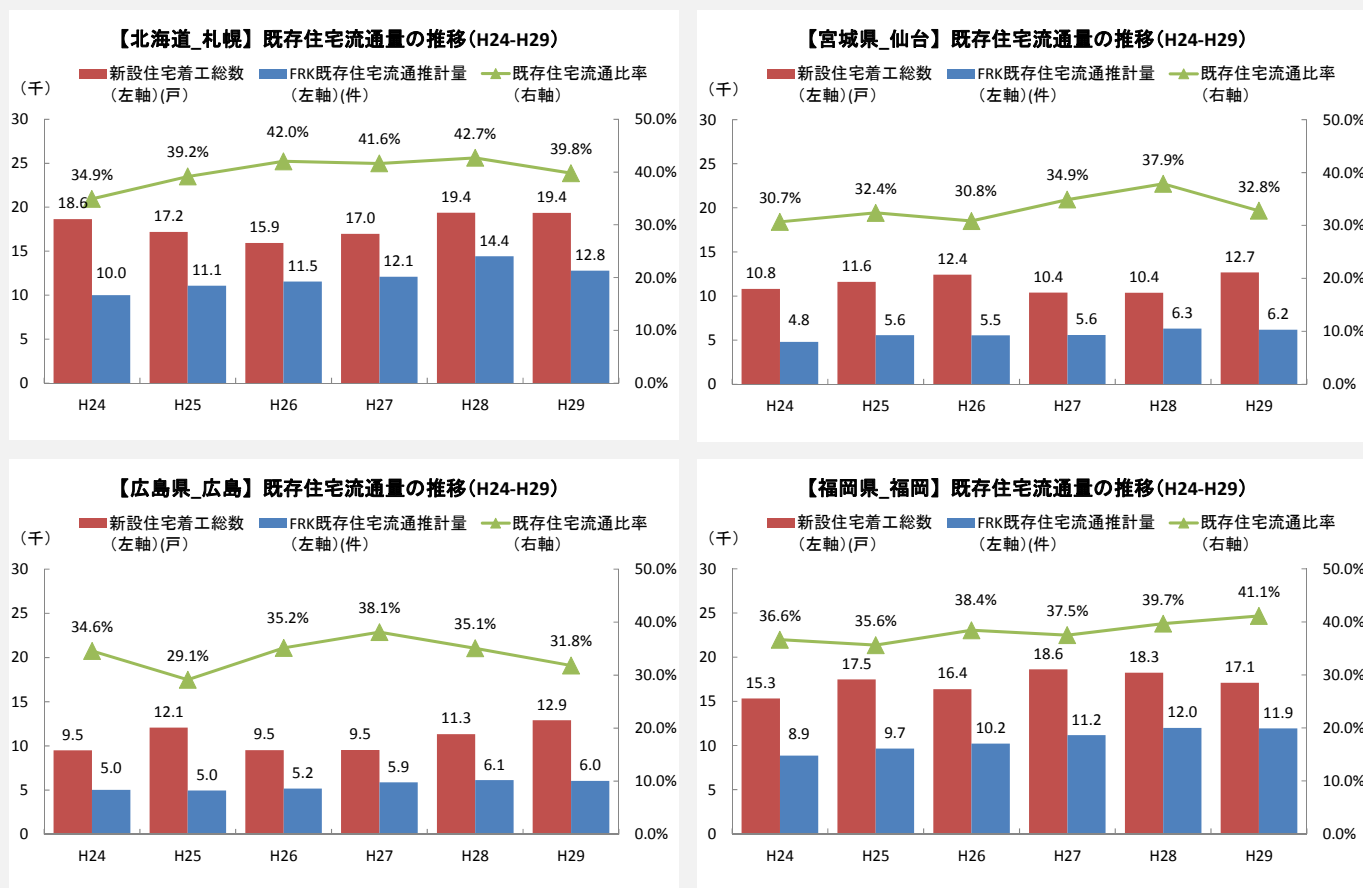 【北海道_札幌】既存住宅流通量の推移(H24-H29)
新設住宅着工総数 FRK既存住宅流通推計量 既存住宅流通比率
（千） （左軸）(戸) （左軸）(件) （右軸）
30 50.0%
42.0% 41.6% 42.7%
39.2% 39.8%
25 40.0%
34.9%
18.6 19.4 19.4
20 17.2 17.0 30.0%
15.9
15 14.4
12.1 12.8 20.0%
10.0 11.1 11.5
10
10.0%
5
0 0.0%
H24 H25 H26 H27 H28 H29
【宮城県_仙台】既存住宅流通量の推移(H24-H29)
新設住宅着工総数 FRK既存住宅流通推計量 既存住宅流通比率
（千） （左軸）(戸) （左軸）(件) （右軸）
30 50.0%
25 37.9% 40.0%
34.9%
30.7% 32.4% 30.8% 32.8%
20 30.0%
15
12.4 12.7 20.0%
10.8 11.6 10.4 10.4
10
10.0%
4.8 5.6 5.5 5.6 6.3 6.2
5
0 0.0%
H24 H25 H26 H27 H28 H29
【広島県_広島】既存住宅流通量の推移(H24-H29)
新設住宅着工総数 FRK既存住宅流通推計量 既存住宅流通比率
（千） （左軸）(戸) （左軸）(件) （右軸）
30 50.0%
25 38.1% 40.0%
34.6% 35.2% 35.1%
29.1% 31.8%
20 30.0%
15
12.1 12.9 20.0%
9.5 9.5 9.5 11.3
10
10.0%
5.0 5.0 5.2 5.9 6.1 6.0
5
0 0.0%
H24 H25 H26 H27 H28 H29
【福岡県_福岡】既存住宅流通量の推移(H24-H29)
新設住宅着工総数 FRK既存住宅流通推計量 既存住宅流通比率
（千） （左軸）(戸) （左軸）(件) （右軸）
30 50.0%
41.1%
36.6% 35.6% 38.4% 37.5% 39.7%
25 40.0%
20 17.5 18.6 18.3 30.0%
15.3 16.4 17.1
15
20.0%
11.2 12.0 11.9
8.9 9.7 10.2
10
10.0%
5
0 0.0%
H24 H25 H26 H27 H28 H29